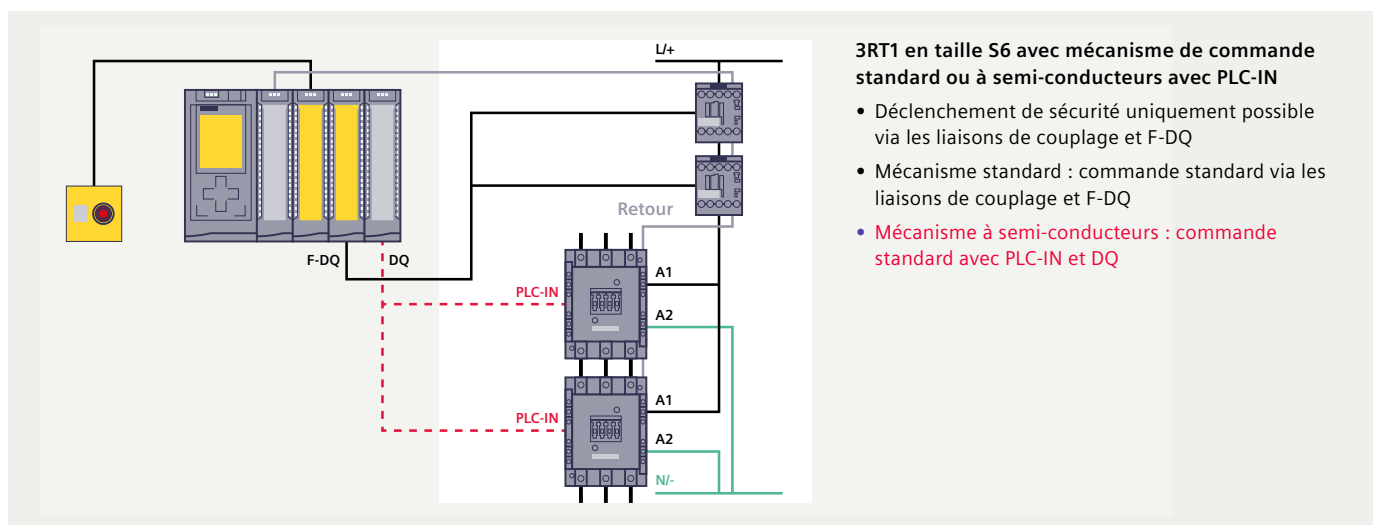 L/+
3RT1 en taille S6 avec mécanisme de commande
standard ou à semi-conducteurs avec PLC-IN
• Déclenchement de sécurité uniquement possible
via les liaisons de couplage et F-DQ
• Mécanisme standard : commande standard via les
liaisons de couplage et F-DQ
• Mécanisme à semi-conducteurs : commande
standard avec PLC-IN et DQ
Retour
F-DQ
DQ
A1
PLC-IN
A2
A1
PLC-IN
A2
N/-